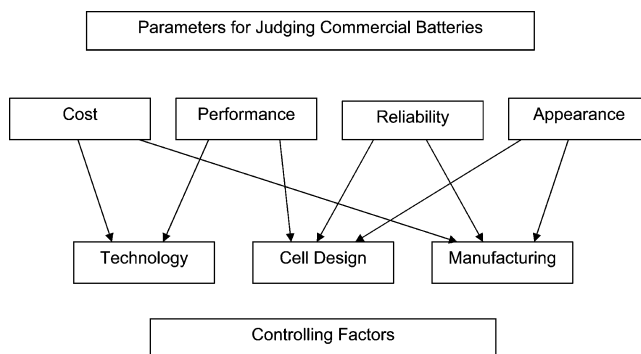 Parameters for Judging Commercial Batteries
Cost
Performance
Reliability
Appearance
Technology
Cell Design
Manufacturing
Controlling Factors